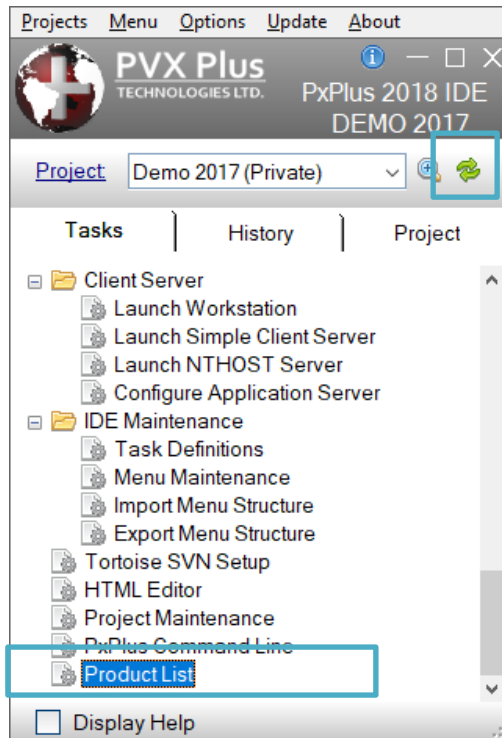 Projects Menu Options Update About
PVX Plus
TECHNOLOGIES LTD.
PxPlus 2018 IDE
DEMO 2017
Project: Demo 2017 (Private)
Tasks History Project
Client Server
Launch Workstation
Launch Simple Client Server
Launch NTHOST Server
Configure Application Server
IDE Maintenance
Task Definitions
Menu Maintenance
Import Menu Structure
Export Menu Structure
Tortoise SVN Setup
HTML Editor
Project Maintenance
PxPlus Command Line
Product List
Display Help